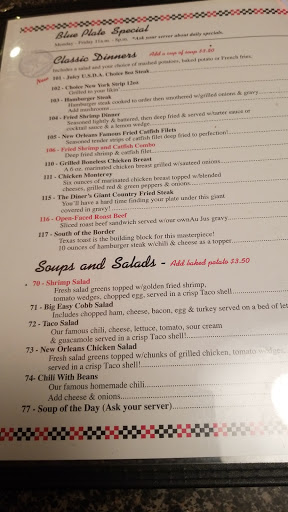 Blue Plate Special
Monday - Friday, 11a.m. - 8p.m. *Ask your server about daily specials.
Classic Dinners Add a cup of soup $3.50
Includes a salad and your choice of mashed potatoes, baked potato or French fries.
101 - Juicy U.S.D.A. Choice 8oz Steak
102 - Choice New York Strip 12oz.
Grilled to your likin'
103 - Hamburger Steak
Hamburger steak cooked to order then smothered w/grilled onions & gravy
Add mushrooms
104 - Fried Shrimp Dinner
Seasoned lightly & battered, then deep fried & served w/tarter sauce or
cocktail sauce & a lemon wedge
105 - New Orleans Famous Fried Catfish Filets
Seasoned tender strips of catfish filet deep fried to perfection!
106 - Fried Shrimp and Catfish Combo
Deep fried shrimp & catfish filet
110 - Grilled Boneless Chicken Breast
A 6 oz. marinated chicken breast grilled w/sauteed onions
111 - Chicken Monterey
Six ounces of marinated chicken breast topped w/blended
cheeses, grilled red & green peppers & onions
115 - The Diner's Giant Country Fried Steak
You'll have a hard time finding your plate under this giant
covered in gravy!
116 - Open-Faced Roast Beef
Sliced roast beef sandwich served w/our ownAu Jus gravy
117 - South of the Border
Texas toast is the building block for this masterpiece!
10 ounces of hamburger steak w/chili & cheese as a topper
Soups and Salads - Add baked potato $3.50
70 - Shrimp Salad
Fresh salad greens topped w/golden fried shrimp,
tomato wedges, chopped egg, served in a crisp Taco shell
71 - Big Easy Cobb Salad
Includes chopped ham, cheese, bacon, egg & turkey served on a bed of
72 - Taco Salad
Our famous chili, cheese, lettuce, tomato, sour cream
& guacamole served in a crisp Taco shell!
73 - New Orleans Chicken Salad
Fresh salad greens topped w/chunks of grilled chicken, tomato
served in a crisp Taco shell!
74- Chili With Beans
Our famous homemade chili
Add cheese & onions
77 - Soup of the Day (Ask your server)